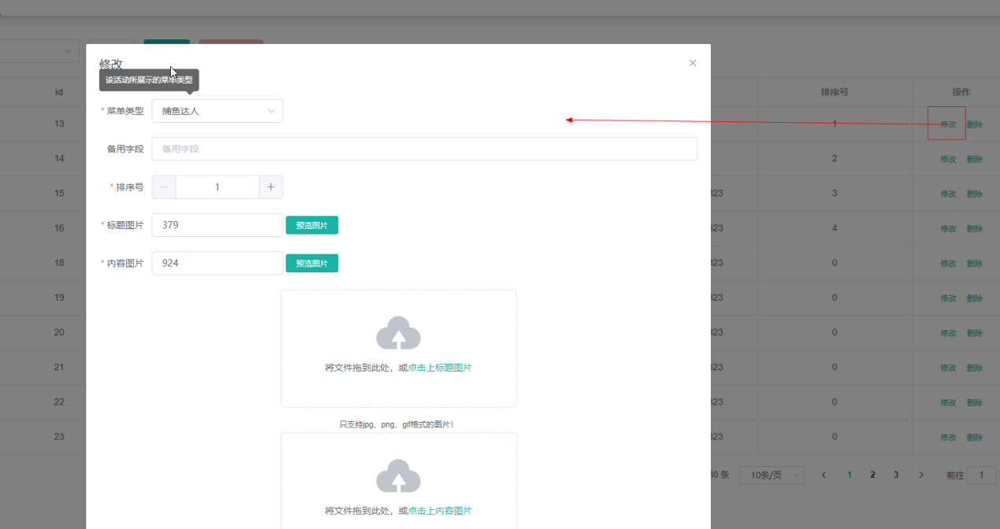 修改
该活动所展示的菜单类型
* 菜单类型 捕鱼达人
备用字段 备用字段
* 排序号 1
* 标题图片 379 预览图片
* 内容图片 924 预览图片
将文件拖到此处，或点击上标题图片
只支持jpg、png、gif格式的图片!
将文件拖到此处，或点击上内容图片
id 排序号 操作
13 1 修改 删除
14 2 修改 删除
15 323 3 修改 删除
16 323 4 修改 删除
18 323 0 修改 删除
19 323 0 修改 删除
20 323 0 修改 删除
21 323 0 修改 删除
22 323 0 修改 删除
23 323 0 修改 删除
30 条 10条/页 1 2 3 前往 1